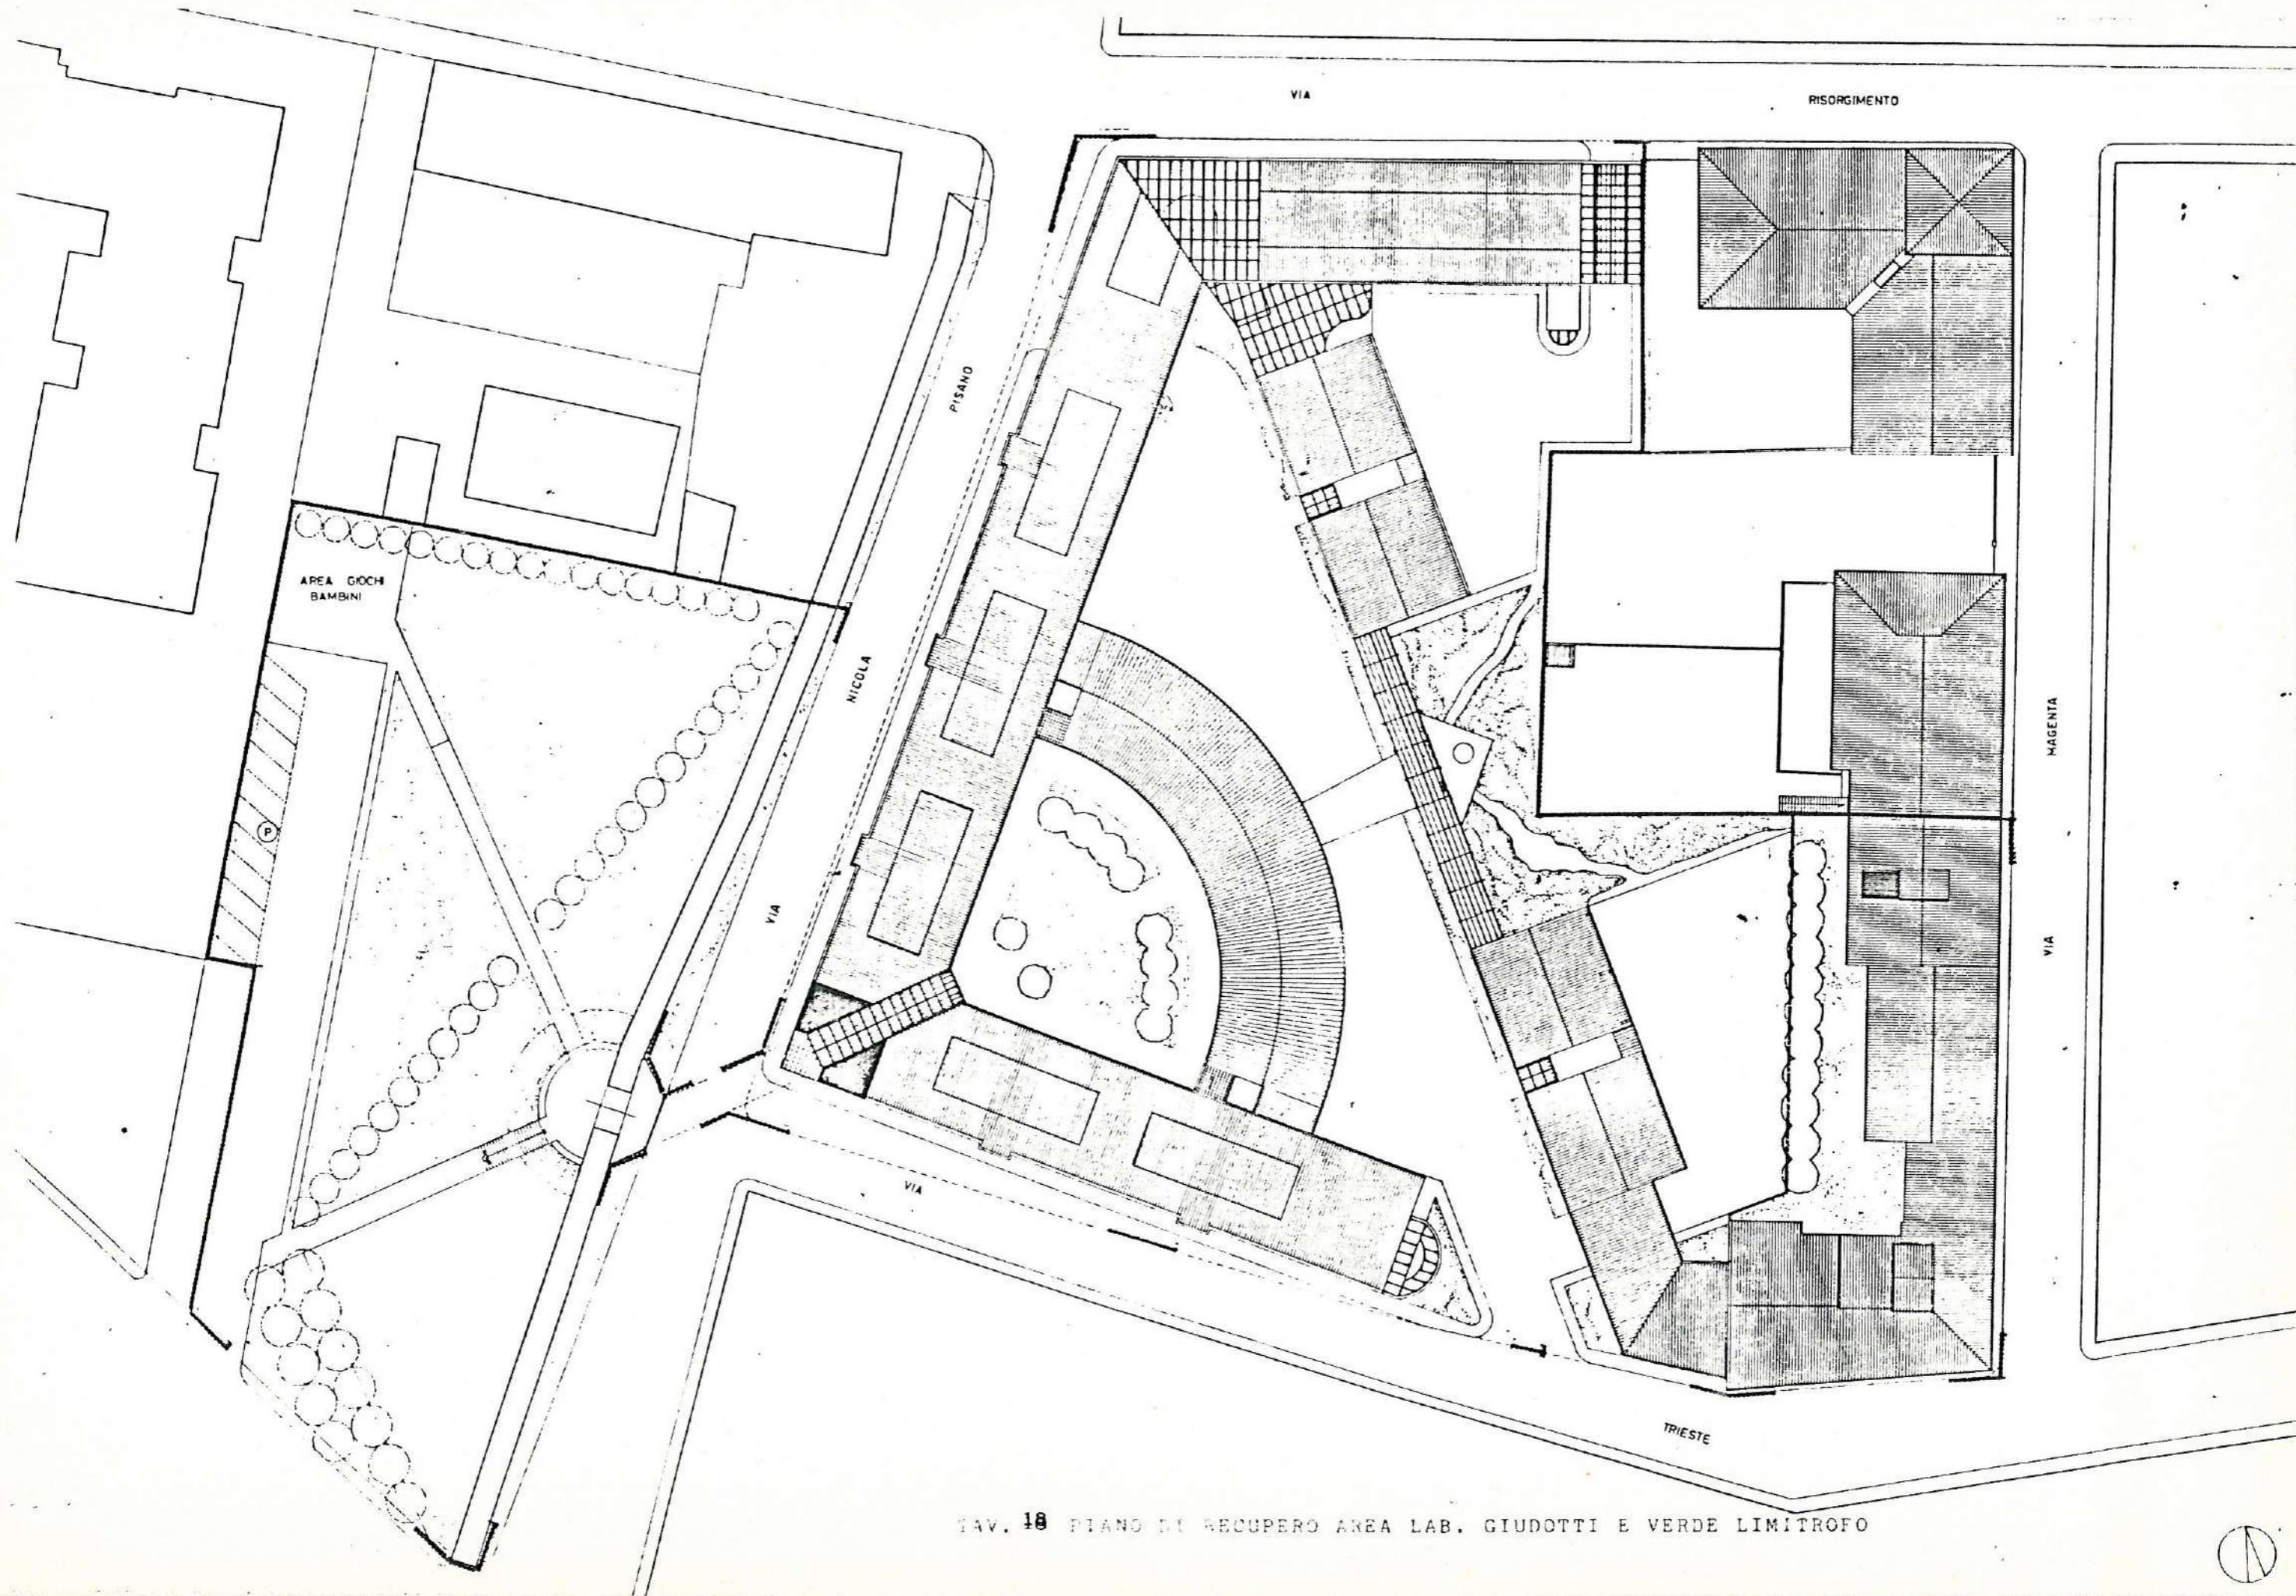 VIA
RISORGIMENTO
PISANO
AREA GIOCHI
BAMBINI
NICOLA
MAGENTA
P
VIA
VIA
VIA
TRIESTE
TAV. 18 PIANO DI RECUPERO AREA LAB. GIUDOTTI E VERDE LIMITROFO